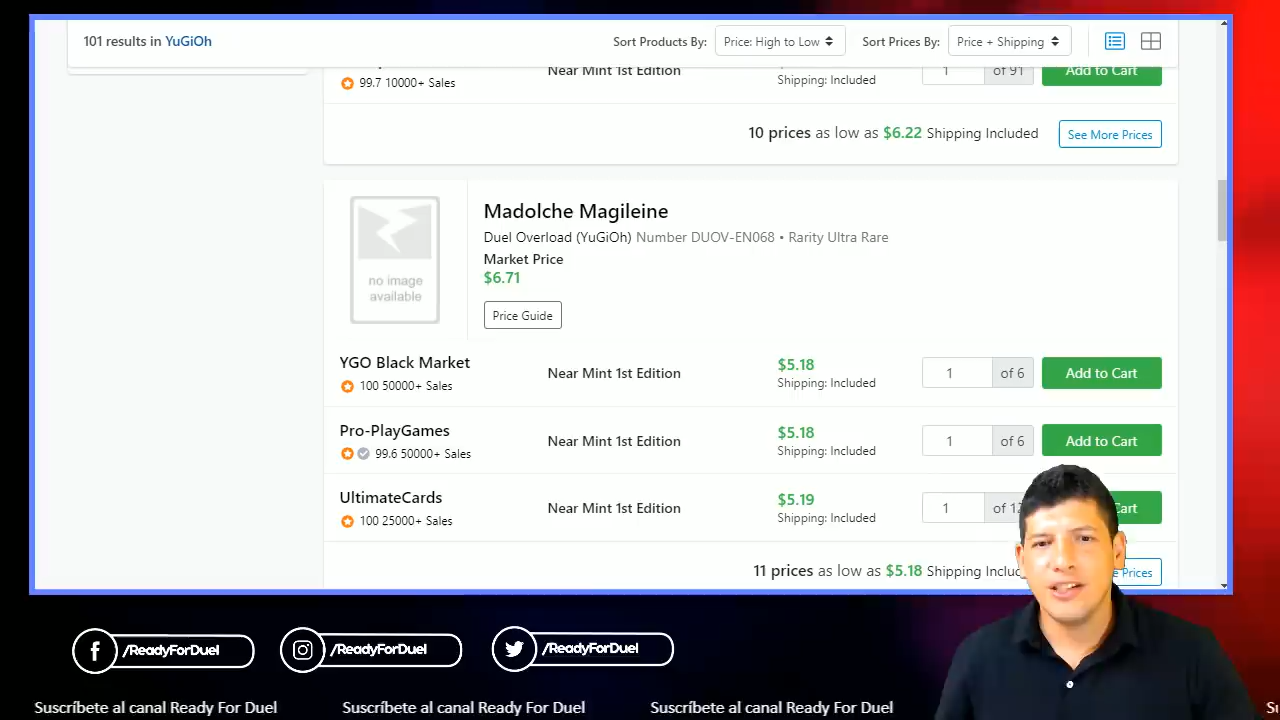 101 results in YuGiOh
Sort Products By: Price: High to Low Sort Prices By: Price + Shipping
99.7 10000+ Sales
Near Mint 1st Edition
Shipping: Included
1 of 91
Add to Cart
10 prices as low as $6.22 Shipping Included See More Prices
no image
available
Madolche Magileine
Duel Overload (YuGiOh) Number DUOV-EN068 • Rarity Ultra Rare
Market Price
$6.71
Price Guide
YGO Black Market
100 50000+ Sales
Near Mint 1st Edition
$5.18
Shipping: Included
1 of 6
Add to Cart
Pro-PlayGames
99.6 50000+ Sales
Near Mint 1st Edition
$5.18
Shipping: Included
1 of 6
Add to Cart
UltimateCards
100 25000+ Sales
Near Mint 1st Edition
$5.19
Shipping: Included
1 of
Cart
11 prices as low as $5.18 Shipping Prices
/ReadyForDuel /ReadyForDuel /ReadyForDuel
Suscríbete al canal Ready For Duel Suscríbete al canal Ready For Duel Suscríbete al canal Ready For Duel